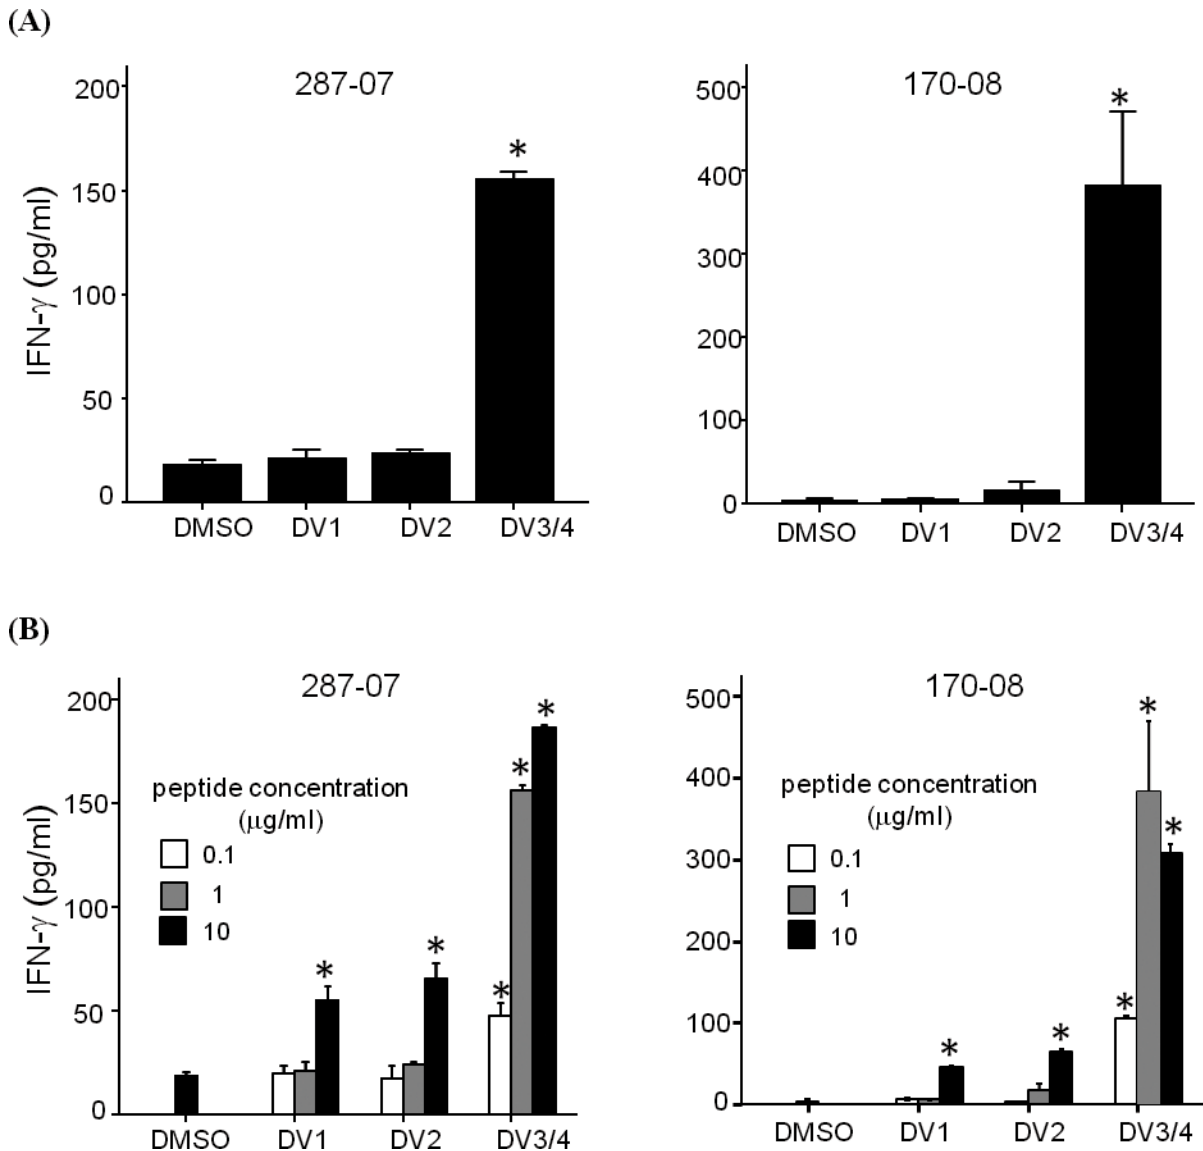 (A)
287-07
IFN-γ (pg/ml)
200
150
100
50
0
*
DMSO DV1 DV2 DV3/4
170-08
500
400
300
200
100
0
*
DMSO DV1 DV2 DV3/4
(B)
287-07
IFN-γ (pg/ml)
200
150
100
50
0
peptide concentration
(μg/ml)
0.1
1
10
* * * * *
DMSO DV1 DV2 DV3/4
170-08
500
400
300
200
100
0
peptide concentration
(μg/ml)
0.1
1
10
* * * * *
DMSO DV1 DV2 DV3/4